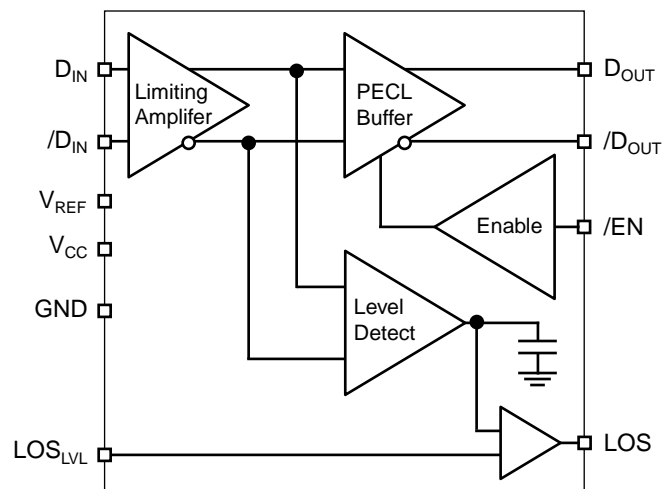 D_IN
Limiting
Amplifer
PECL
Buffer
D_OUT
/D_IN
/D_OUT
V_REF
Enable
/EN
V_CC
GND
Level
Detect
LOS_LVL
LOS